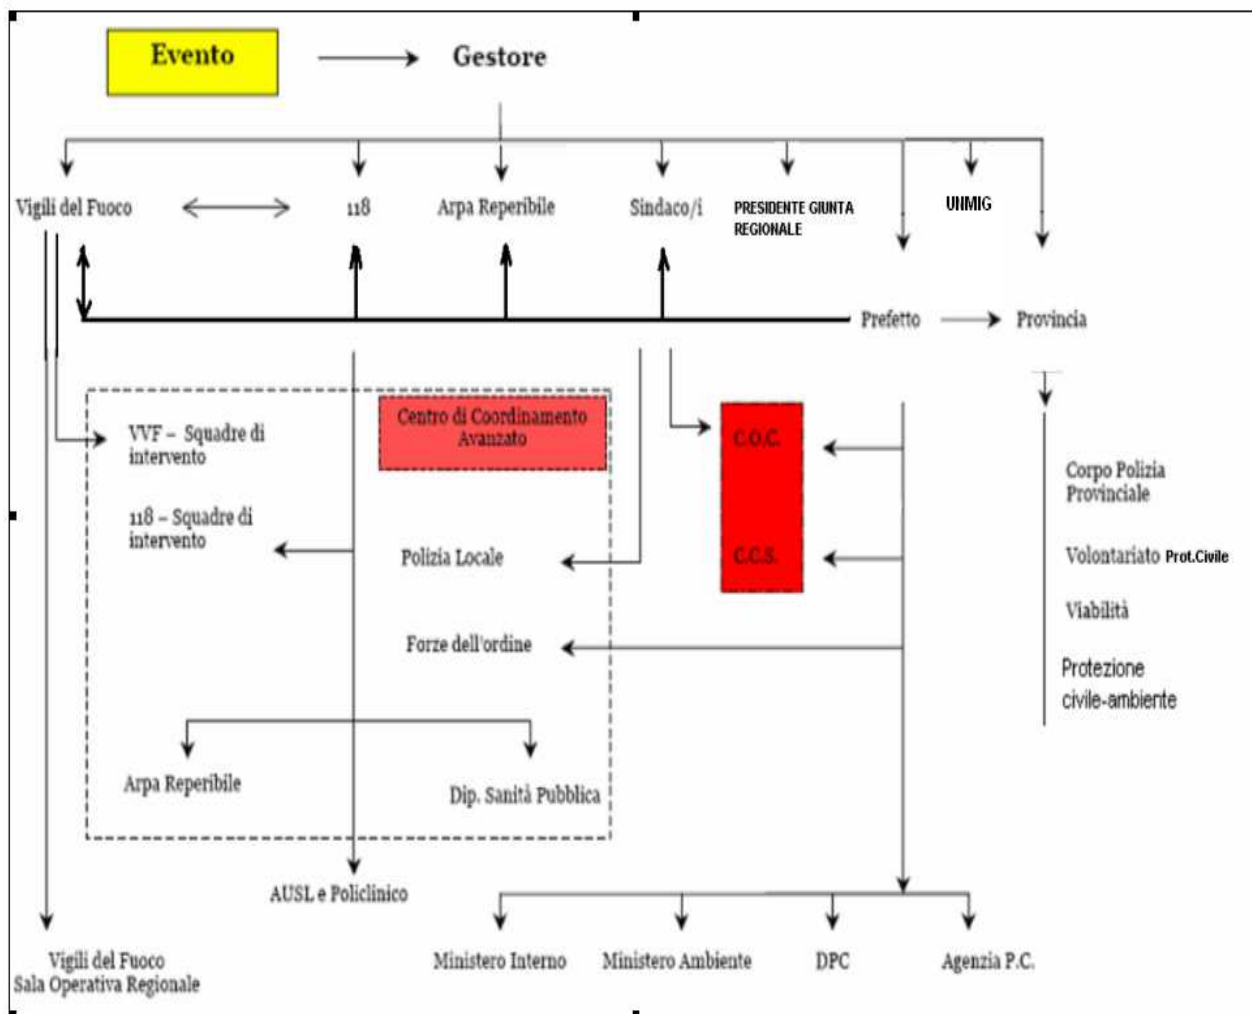 Evento
Gestore
Vigili del Fuoco
118
Arpa Reperibile
Sindaco/i
PRESIDENTE GIUNTA
REGIONALE
UNMIG
Prefetto
Provincia
Centro di Coordinamento
Avanzato
VVF – Squadre di
intervento
118 – Squadre di
intervento
Polizia Locale
Forze dell'ordine
Arpa Reperibile
Dip. Sanità Pubblica
C.O.C.
C.C.S.
Corpo Polizia
Provinciale
Volontariato Prot.Civile
Viabilità
Protezione
civile-ambiente
AUSL e Policlinico
Vigili del Fuoco
Sala Operativa Regionale
Ministero Interno
Ministero Ambiente
DPC
Agenzia P.C.